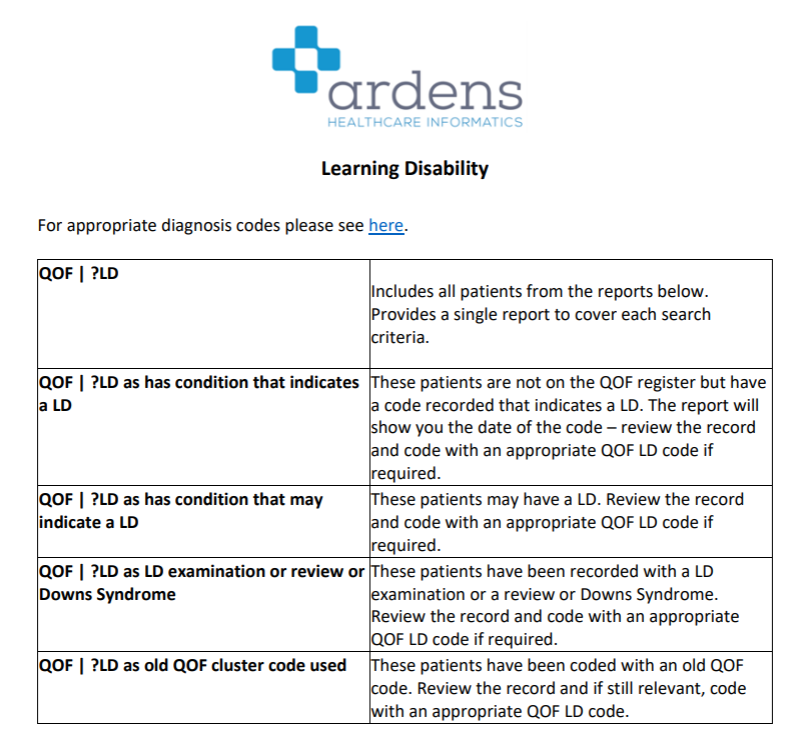 ardens
HEALTHCARE INFORMATICS
Learning Disability
For appropriate diagnosis codes please see here.
QOF | ?LD
Includes all patients from the reports below.
Provides a single report to cover each search
criteria.
QOF | ?LD as has condition that indicates
a LD
These patients are not on the QOF register but have
a code recorded that indicates a LD. The report will
show you the date of the code – review the record
and code with an appropriate QOF LD code if
required.
QOF | ?LD as has condition that may
indicate a LD
These patients may have a LD. Review the record
and code with an appropriate QOF LD code if
required.
QOF | ?LD as LD examination or review or
Downs Syndrome
These patients have been recorded with a LD
examination or a review or Downs Syndrome.
Review the record and code with an appropriate
QOF LD code if required.
QOF | ?LD as old QOF cluster code used
These patients have been coded with an old QOF
code. Review the record and if still relevant, code
with an appropriate QOF LD code.